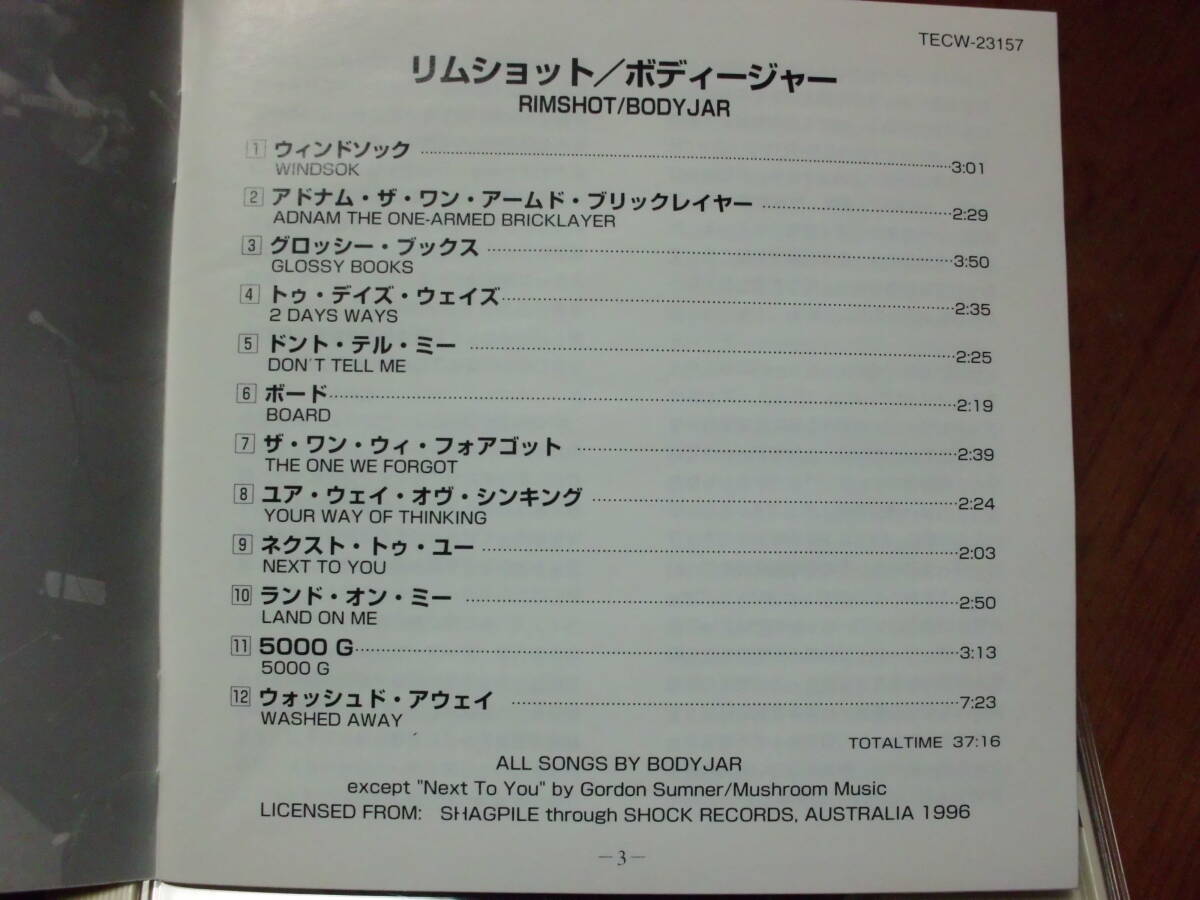 TECW-23157
リムショット／ボディージャー
RIMSHOT/BODYJAR
1 ウィンドソック 3:01
WINDSOK
2 アドナム・ザ・ワン・アームド・ブリックレイヤー 2:29
ADNAM THE ONE-ARMED BRICKLAYER
3 グロッシー・ブックス 3:50
GLOSSY BOOKS
4 トゥ・デイズ・ウェイズ 2:35
2 DAYS WAYS
5 ドント・テル・ミー 2:25
DON'T TELL ME
6 ボード 2:19
BOARD
7 ザ・ワン・ウィ・フォアゴット 2:39
THE ONE WE FORGOT
8 ユア・ウェイ・オヴ・シンキング 2:24
YOUR WAY OF THINKING
9 ネクスト・トゥ・ユー 2:03
NEXT TO YOU
10 ランド・オン・ミー 2:50
LAND ON ME
11 5000 G 3:13
5000 G
12 ウォッシュド・アウェイ 7:23
WASHED AWAY
TOTALTIME 37:16
ALL SONGS BY BODYJAR
except "Next To You" by Gordon Sumner/Mushroom Music
LICENSED FROM: SHAGPILE through SHOCK RECORDS, AUSTRALIA 1996
—3—